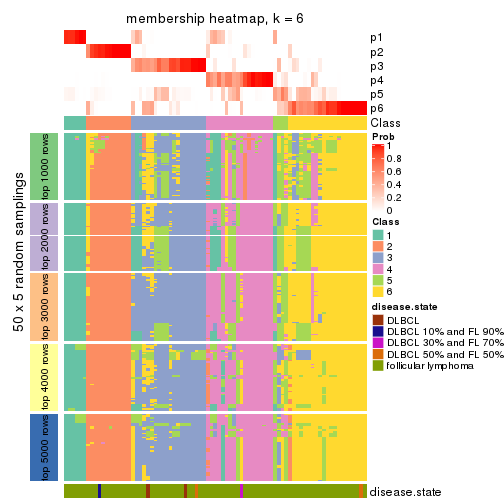 membership heatmap, k = 6
p1
p2
p3
p4
p5
p6
Class
50 x 5 random samplings
top 1000 rows
top 2000 rows
top 3000 rows
top 4000 rows
top 5000 rows
Prob
1
0.8
0.6
0.4
0.2
0
Class
1
2
3
4
5
6
disease.state
DLBCL
DLBCL 10% and FL 90%
DLBCL 30% and FL 70%
DLBCL 50% and FL 50%
follicular lymphoma
disease.state